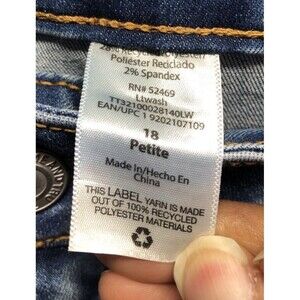 Poliester Reciclado
2% Spandex
RN# 52469
Ltwash
TT32100028140LW
EAN/UPC 1 9202107109
18
Petite
Made In/Hecho En
China
THIS LABEL YARN IS MADE
OUT OF 100% RECYCLED
POLYESTER MATERIALS